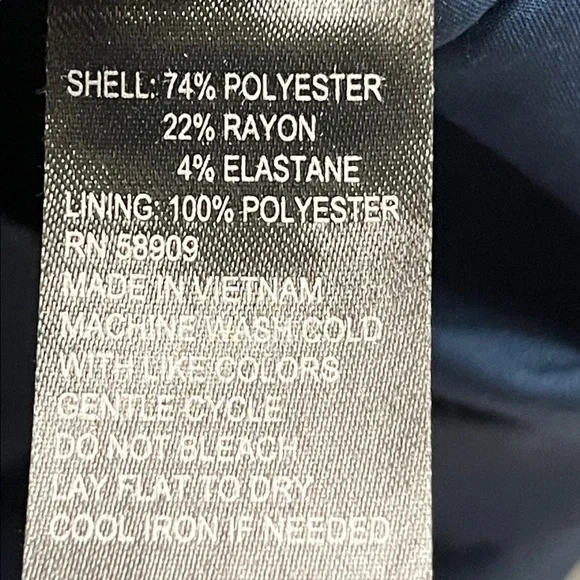 SHELL: 74% POLYESTER
22% RAYON
4% ELASTANE
LINING: 100% POLYESTER
RN 58909
MADE IN VIETNAM
MACHINE WASH COLD
WITH LIKE COLORS
GENTLE CYCLE
DO NOT BLEACH
LAY FLAT TO DRY
COOL IRON IF NEEDED